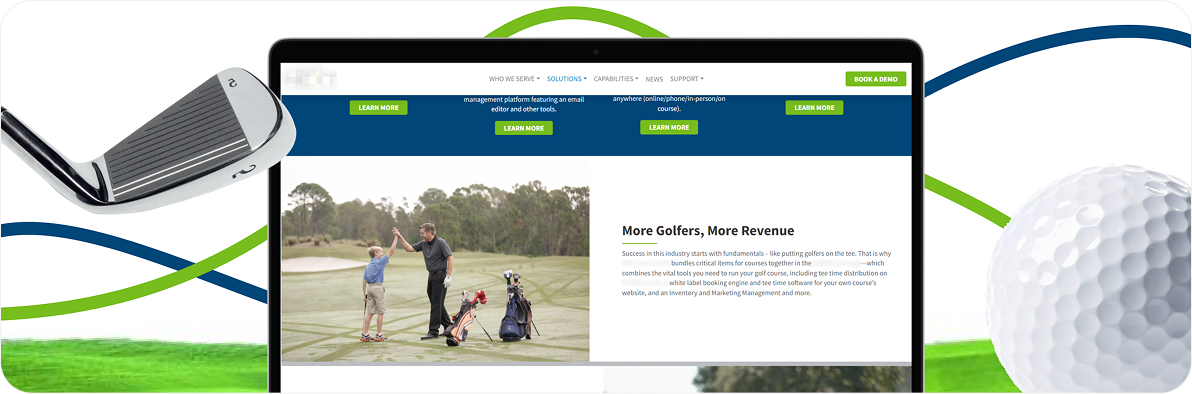 WHO WE SERVE SOLUTIONS CAPABILITIES NEWS SUPPORT BOOK A DEMO
management platform featuring an email
editor and other tools.
anywhere (online/phone/in-person/on
course).
LEARN MORE LEARN MORE LEARN MORE LEARN MORE
More Golfers, More Revenue
Success in this industry starts with fundamentals - like putting golfers on the tee. That is why
bundles critical items for courses together in the —which
combines the vital tools you need to run your golf course, including tee time distribution on
white label booking engine and tee time software for your own course's
website, and an Inventory and Marketing Management and more.
2
2